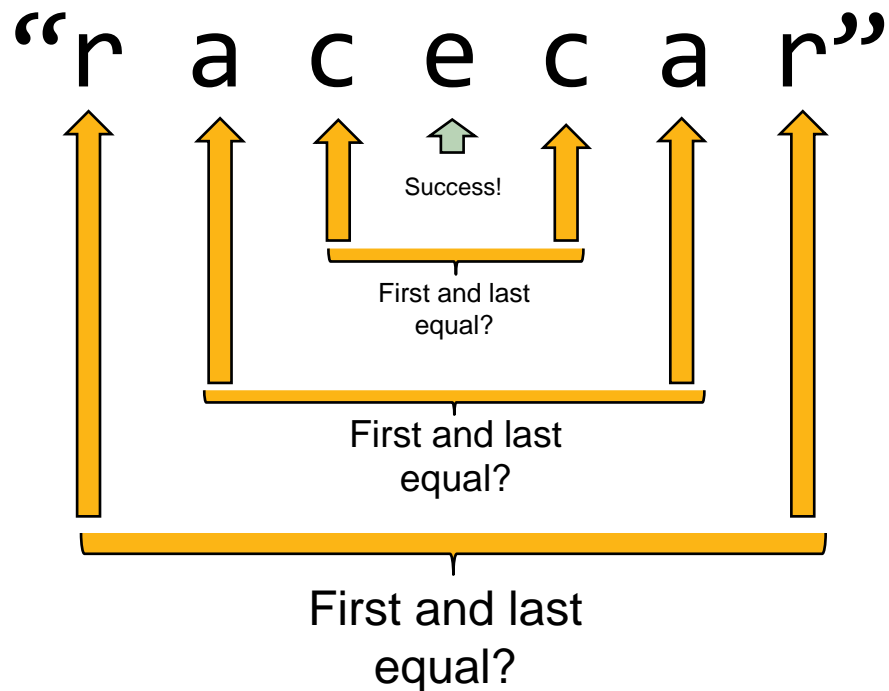 “r a c e c a r”
Success!
First and last
equal?
First and last
equal?
First and last
equal?